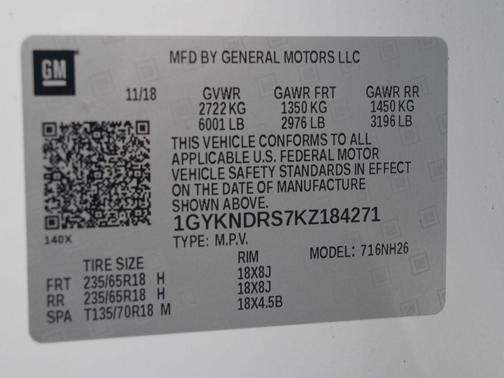 GM
MFD BY GENERAL MOTORS LLC
11/18 GVWR GAWR FRT GAWR RR
2722 KG 1350 KG 1450 KG
6001 LB 2976 LB 3196 LB
THIS VEHICLE CONFORMS TO ALL
APPLICABLE U.S. FEDERAL MOTOR
VEHICLE SAFETY STANDARDS IN EFFECT
ON THE DATE OF MANUFACTURE
SHOWN ABOVE.
1GYKNDRS7KZ184271
140X
TYPE: M.P.V. MODEL: 716NH26
TIRE SIZE RIM
FRT 235/65R18 H 18X8J
RR 235/65R18 H 18X8J
SPA T135/70R18 M 18X4.5B